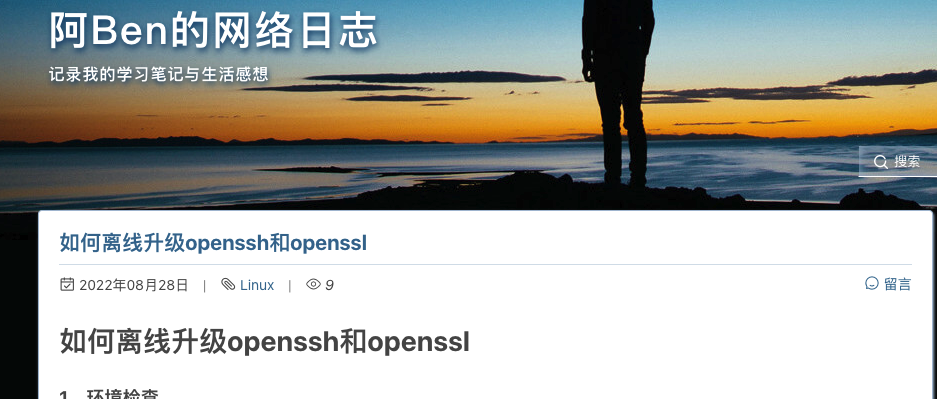 阿Ben的网络日志
记录我的学习笔记与生活感想
搜索
如何离线升级openssh和openssl
2022年08月28日 | Linux | 9 留言
如何离线升级openssh和openssl
1、环境检查